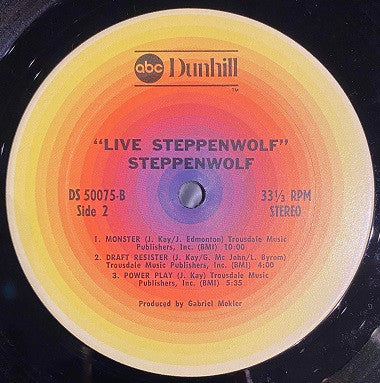 abc Dunhill
TM
"LIVE STEPPENWOLF"
STEPPENWOLF
DS 50075-B 33⅓ RPM
Side 2 STEREO
1. MONSTER (J. Kay/J. Edmonton) Trousdale Music
Publishers, Inc. (BMI) 10:00
2. DRAFT RESISTER (J. Kay/G. Mc John/L. Byrom)
Trousdale Music Publishers, Inc. (BMI) 4:00
3. POWER PLAY (J. Kay) Trousdale Music
Publishers, Inc. (BMI) 5:35
Produced by Gabriel Mekler